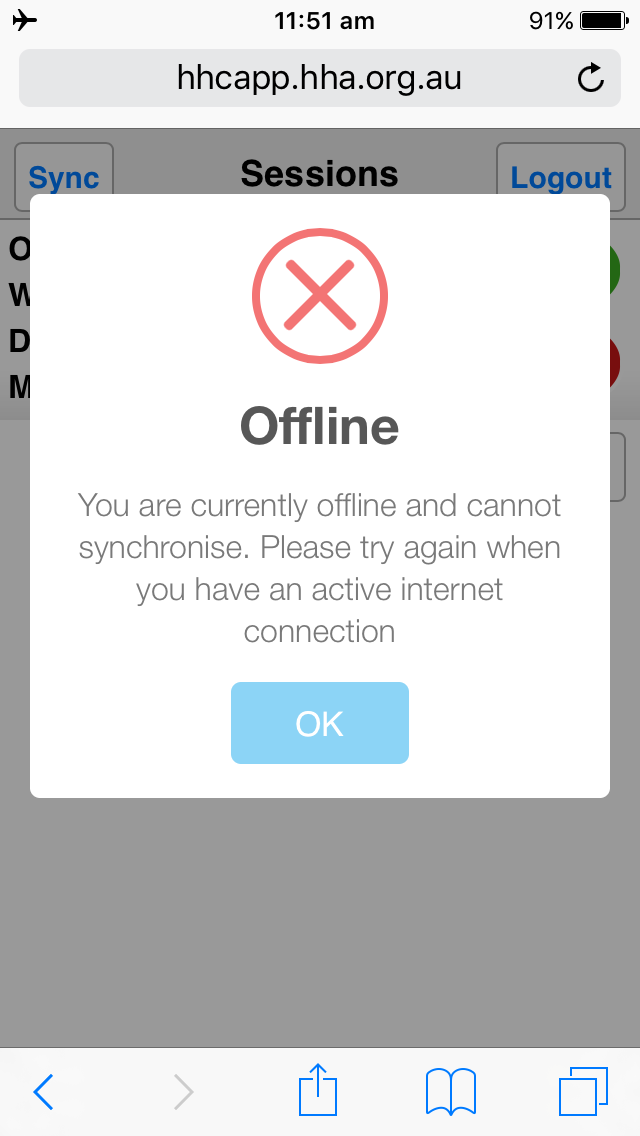 11:51 am 91%
hhcapp.hha.org.au
Sync Sessions Logout
O
W
D
M
Offline
You are currently offline and cannot
synchronise. Please try again when
you have an active internet
connection
OK